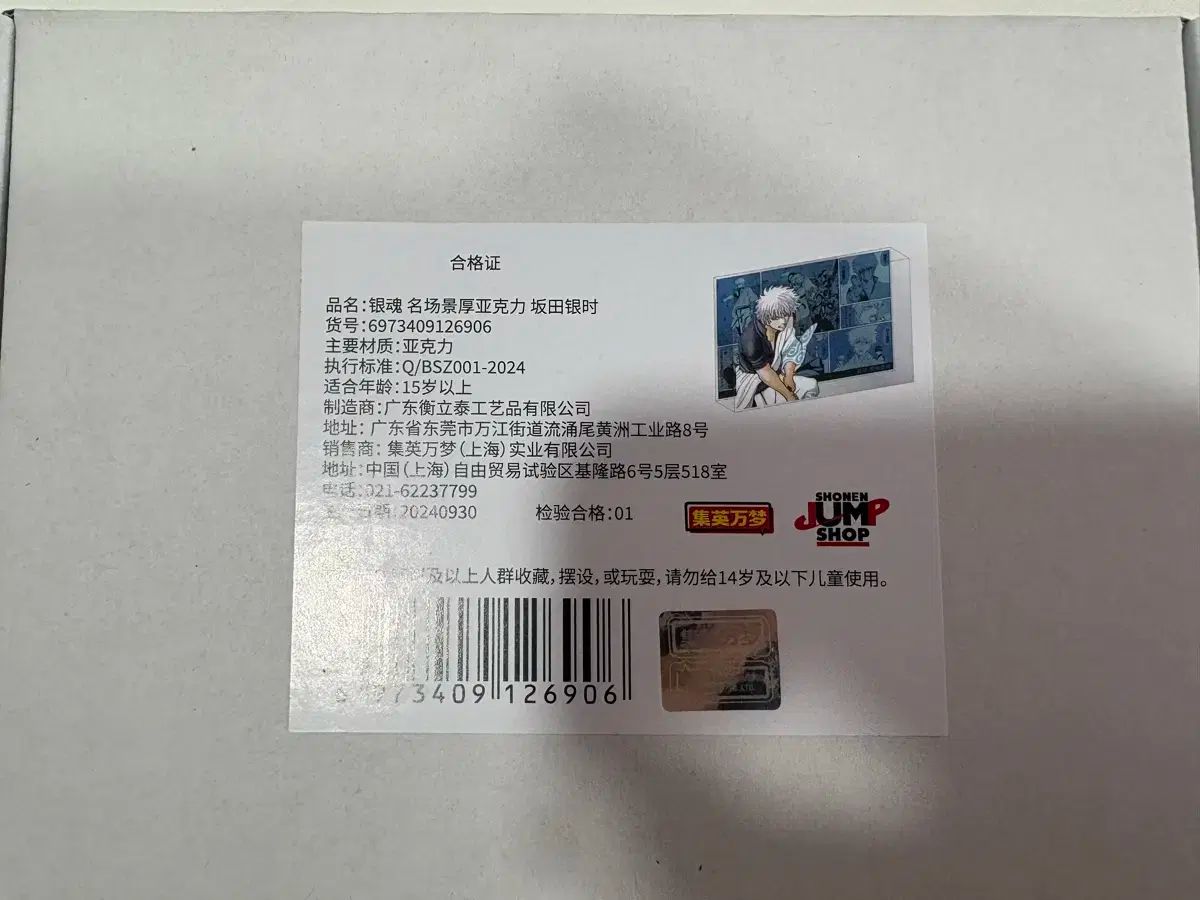 合格证
品名：银魂 名场景厚亚克力 坂田银时
货号：6973409126906
主要材质：亚克力
执行标准：Q/BSZ001-2024
适合年龄：15岁以上
制造商：广东衡立泰工艺品有限公司
地址： 广东省东莞市万江街道流涌尾黄洲工业路8号
销售商： 集英万梦（上海）实业有限公司
地址：中国（上海）自由贸易试验区基隆路6号5层518室
电话：021-62237799
20240930 检验合格：01
集英万梦
SHONEN
JUMP
SHOP
及以上人群收藏，摆设，或玩耍，请勿给14岁及以下儿童使用。
73409 126906